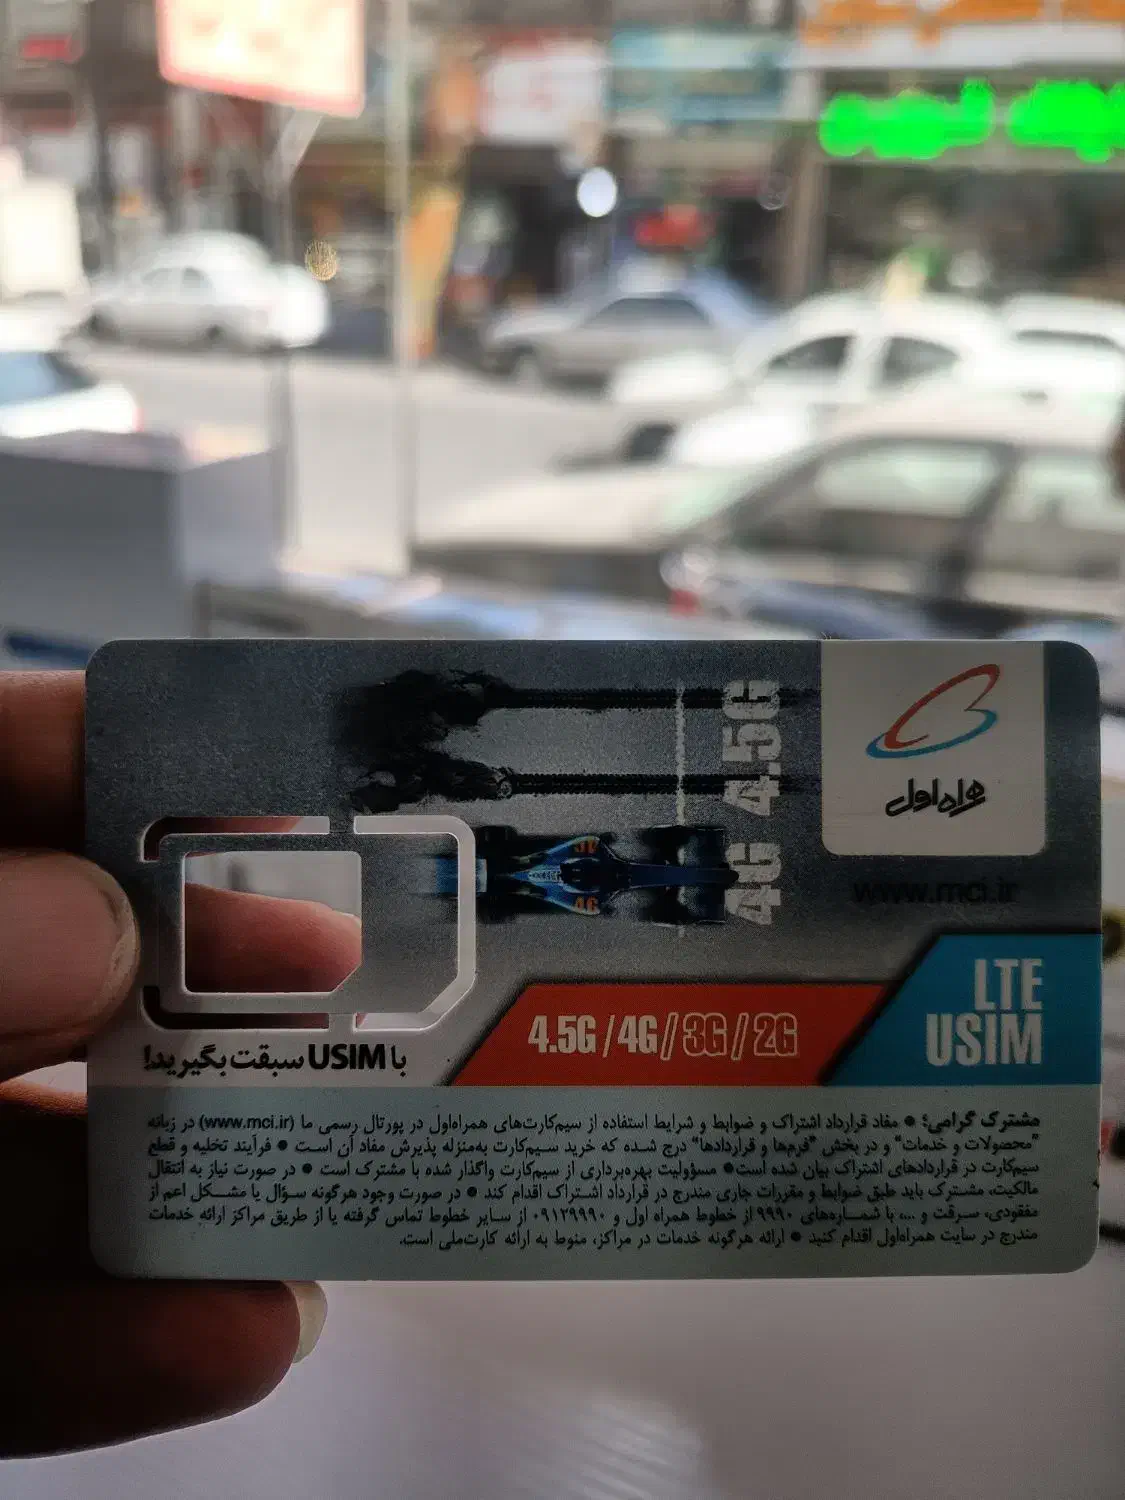 4G 4.5G
همراه اول
www.mci.ir
LTE
USIM
4.5G / 4G / 3G / 2G
با USIM سبقت بگیرید!
مشترک گرامی؛ ● مفاد قرارداد اشتراک و ضوابط و شرایط استفاده از سیم‌کارت‌های همراه‌اول در پورتال رسمی ما (www.mci.ir) در زبانه
"محصولات و خدمات" و در بخش "فرم‌ها و قراردادها" درج شده که خرید سیم‌کارت به‌منزله پذیرش مفاد آن است ● فرآیند تخلیه و قطع
سیم‌کارت در قراردادهای اشتراک بیان شده است ● مسؤولیت بهره‌برداری از سیم‌کارت واگذار شده با مشترک است ● در صورت نیاز به انتقال
مالکیت، مشترک باید طبق ضوابط و مقررات جاری مندرج در قرارداد اشتراک اقدام کند ● در صورت وجود هرگونه سؤال یا مشکل اعم از
مفقودی، سرقت و ...، با شماره‌های ۹۹۹۰ از خطوط همراه اول و ۰۹۱۲۹۹۹۰ از سایر خطوط تماس گرفته یا از طریق مراکز ارائه خدمات
مندرج در سایت همراه‌اول اقدام کنید ● ارائه هرگونه خدمات در مراکز، منوط به ارائه کارت‌ملی است.
46